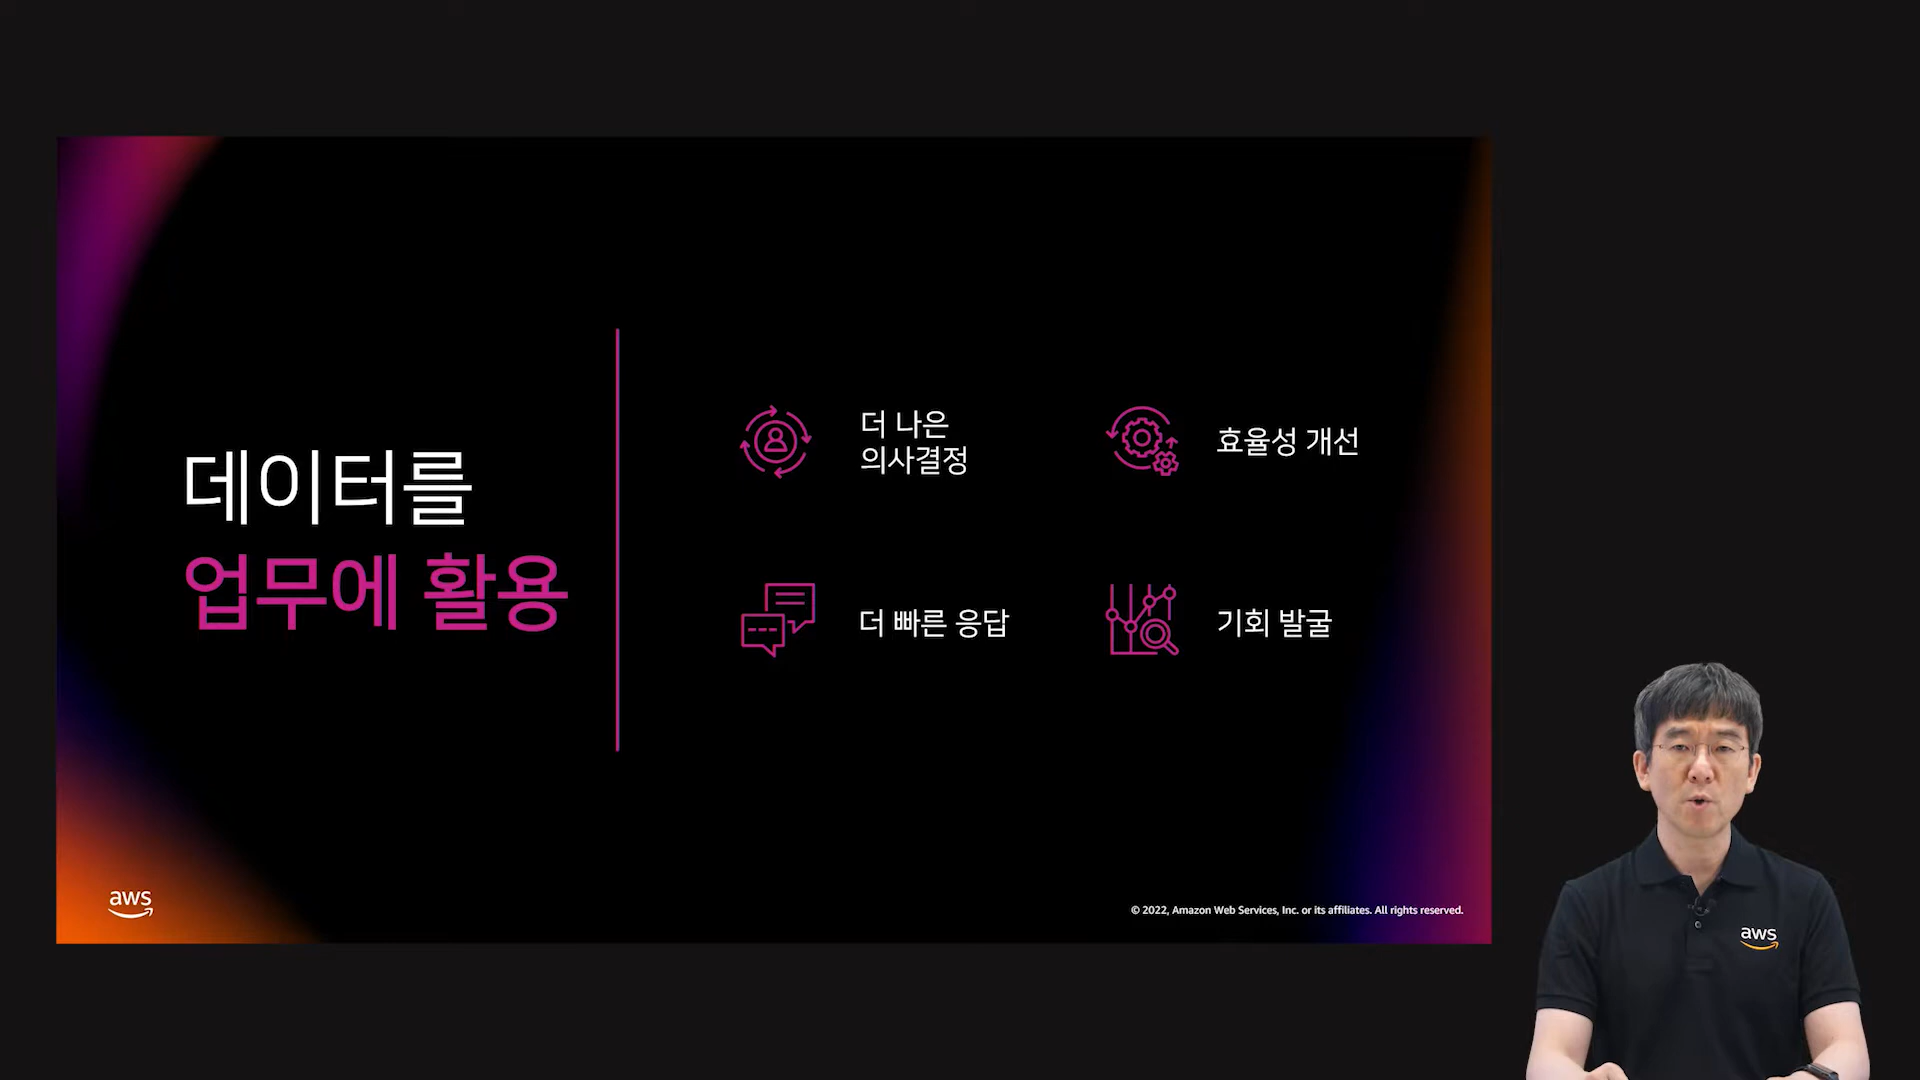 데이터를
업무에 활용
더 나은
의사결정
효율성 개선
더 빠른 응답
기회 발굴
aws
© 2022, Amazon Web Services, Inc. or its affiliates. All rights reserved.
aws